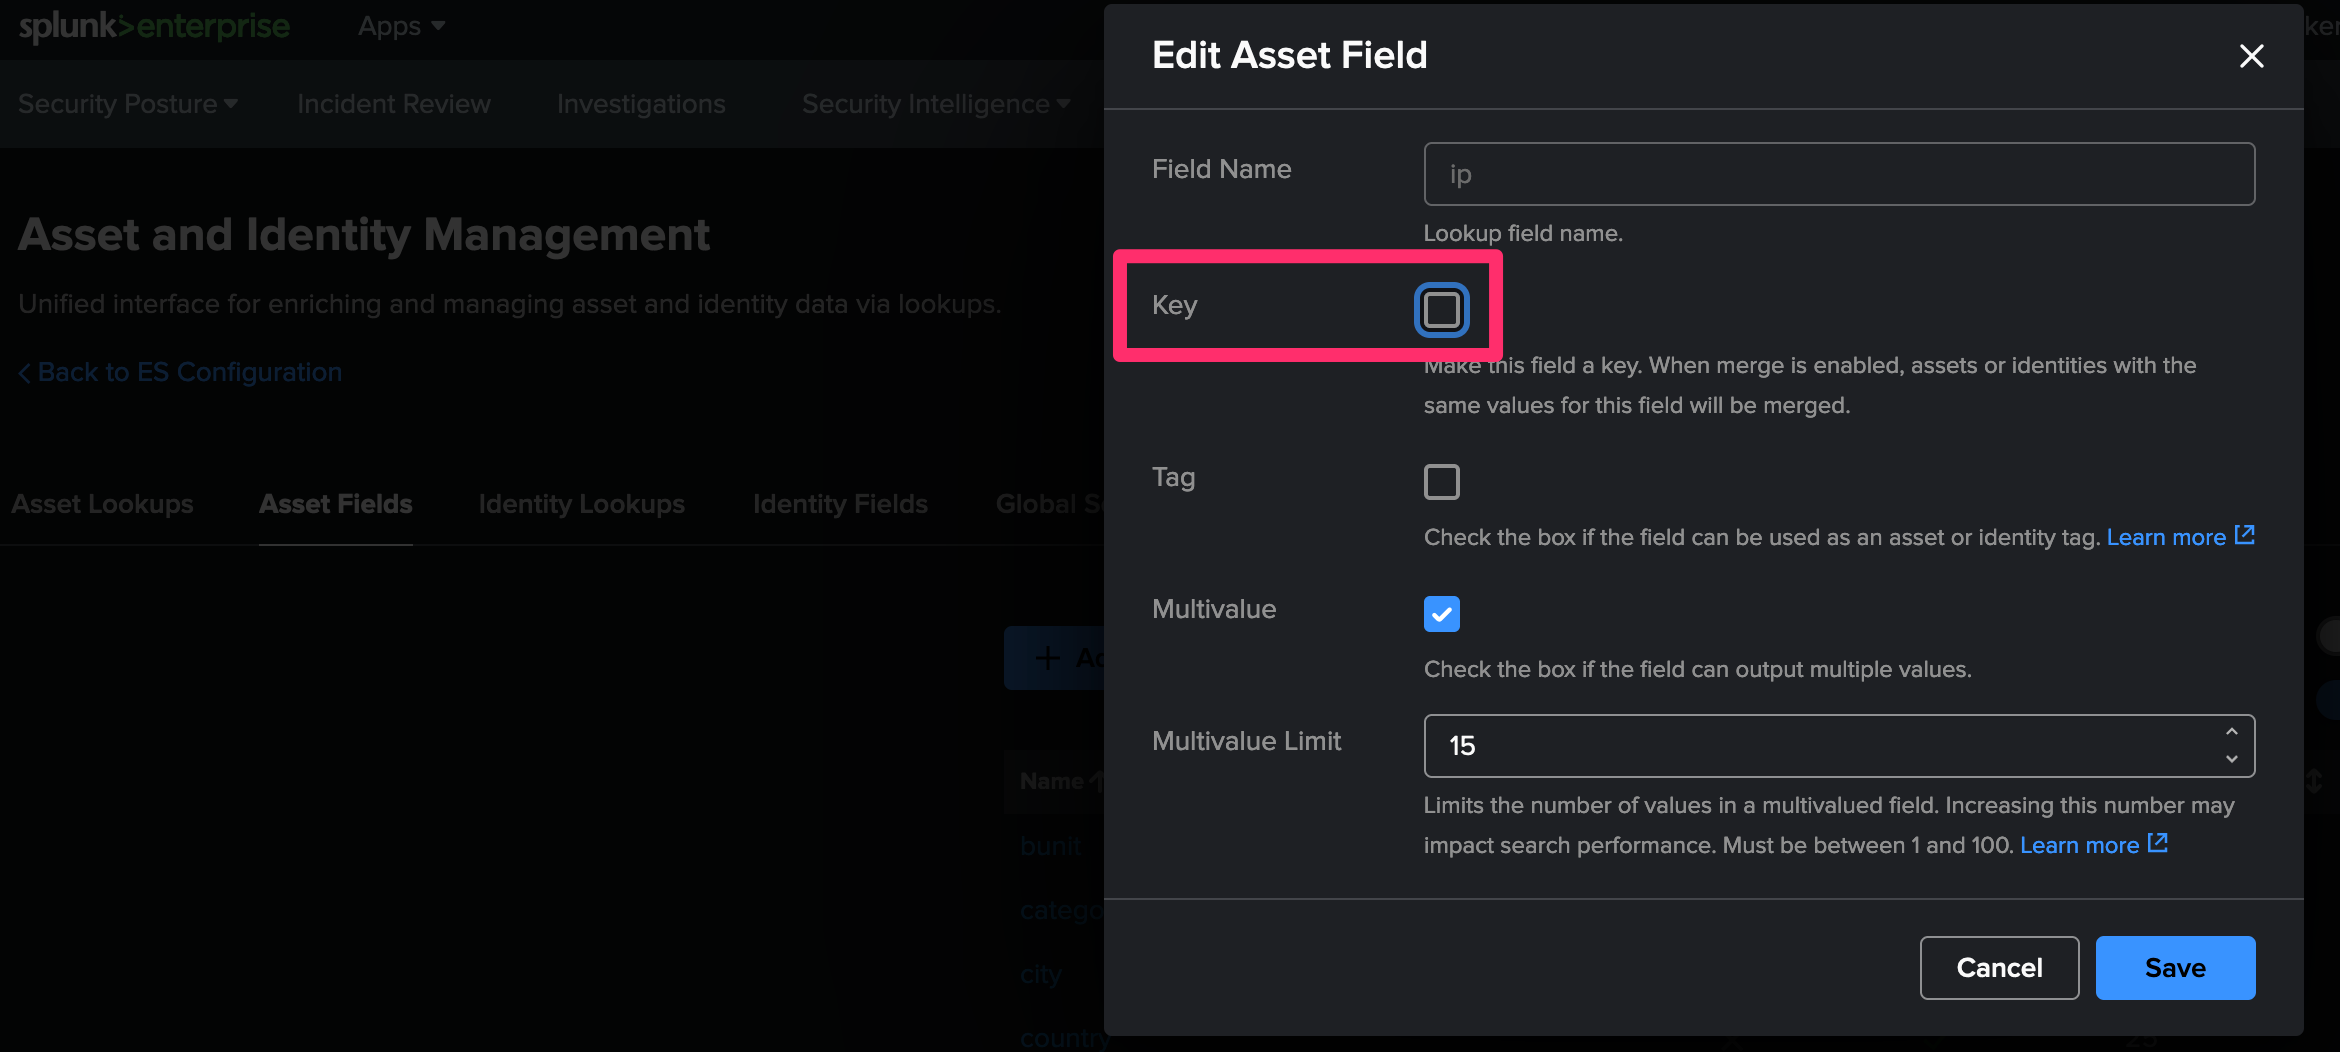 splunk>enterprise
Apps
Security Posture
Incident Review
Investigations
Security Intelligence
Asset and Identity Management
Unified interface for enriching and managing asset and identity data via lookups.
Back to ES Configuration
Asset Lookups
Asset Fields
Identity Lookups
Identity Fields
Global
Name
bunit
city
country
Edit Asset Field
Field Name
ip
Lookup field name.
Key
Make this field a key. When merge is enabled, assets or identities with the
same values for this field will be merged.
Tag
Check the box if the field can be used as an asset or identity tag. Learn more
Multivalue
Check the box if the field can output multiple values.
Multivalue Limit
15
Limits the number of values in a multivalued field. Increasing this number may
impact search performance. Must be between 1 and 100. Learn more
Cancel
Save